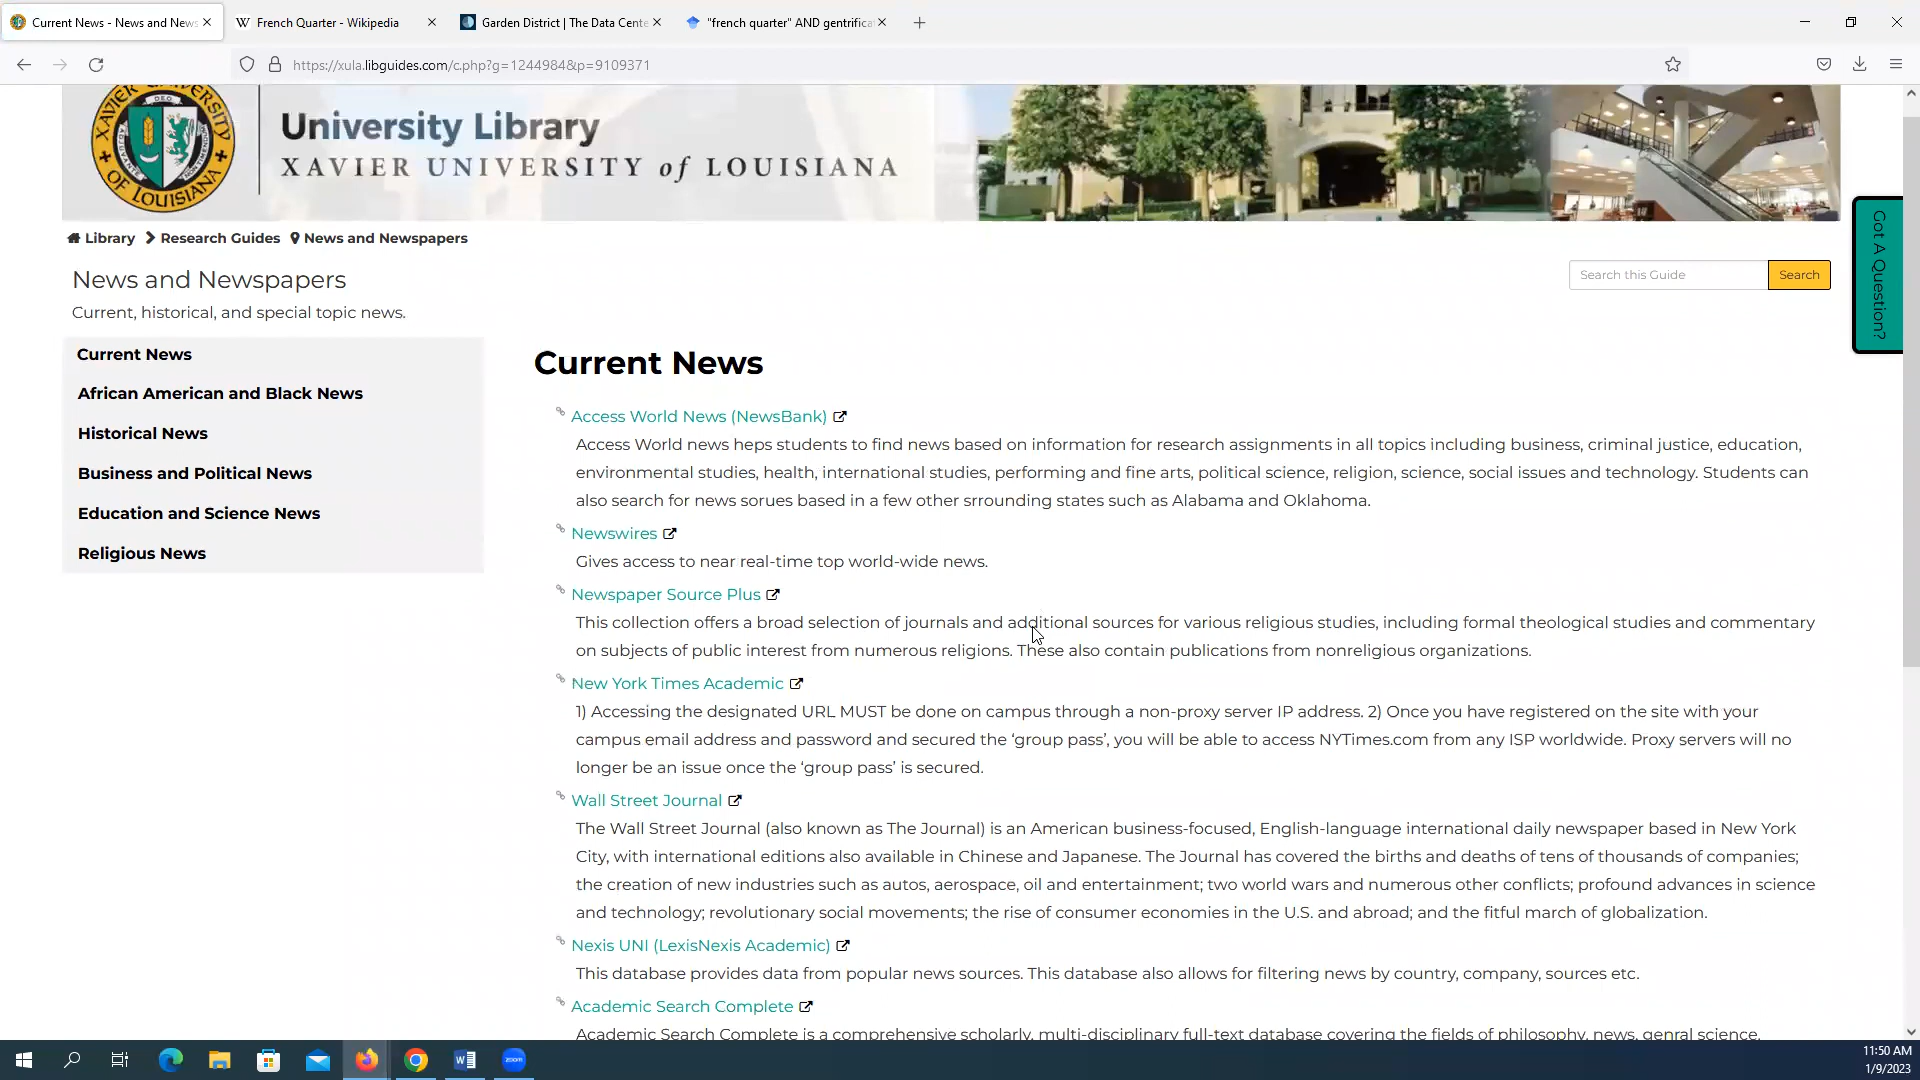 Current News - News and News
French Quarter - Wikipedia
Garden District | The Data Cente
"french quarter" AND gentrificat
https://xula.libguides.com/c.php?g=1244984&p=9109371
XAVIER UNIVERSITY OF LOUISIANA
University Library
XAVIER UNIVERSITY of LOUISIANA
Library Research Guides News and Newspapers
News and Newspapers
Search this Guide Search
Current, historical, and special topic news.
Got A Question?
Current News
African American and Black News
Historical News
Business and Political News
Education and Science News
Religious News
Current News
Access World News (NewsBank)
Access World news heps students to find news based on information for research assignments in all topics including business, criminal justice, education,
environmental studies, health, international studies, performing and fine arts, political science, religion, science, social issues and technology. Students can
also search for news sorues based in a few other srrounding states such as Alabama and Oklahoma.
Newswires
Gives access to near real-time top world-wide news.
Newspaper Source Plus
This collection offers a broad selection of journals and additional sources for various religious studies, including formal theological studies and commentary
on subjects of public interest from numerous religions. These also contain publications from nonreligious organizations.
New York Times Academic
1) Accessing the designated URL MUST be done on campus through a non-proxy server IP address. 2) Once you have registered on the site with your
campus email address and password and secured the ‘group pass’, you will be able to access NYTimes.com from any ISP worldwide. Proxy servers will no
longer be an issue once the ‘group pass’ is secured.
Wall Street Journal
The Wall Street Journal (also known as The Journal) is an American business-focused, English-language international daily newspaper based in New York
City, with international editions also available in Chinese and Japanese. The Journal has covered the births and deaths of tens of thousands of companies;
the creation of new industries such as autos, aerospace, oil and entertainment; two world wars and numerous other conflicts; profound advances in science
and technology; revolutionary social movements; the rise of consumer economies in the U.S. and abroad; and the fitful march of globalization.
Nexis UNI (LexisNexis Academic)
This database provides data from popular news sources. This database also allows for filtering news by country, company, sources etc.
Academic Search Complete
Academic Search Complete is a comprehensive scholarly, multi-disciplinary full-text database covering the fields of philosophy, news, genral science,
zoom
11:50 AM
1/9/2023